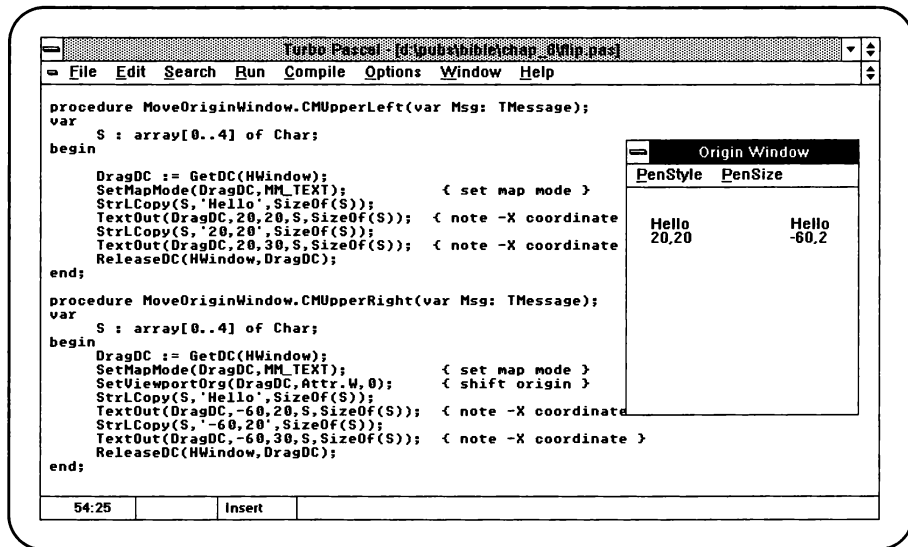 Turbo Pascal - [d:\pubs\bible\chap_6\flip.pas]
File Edit Search Run Compile Options Window Help
procedure MoveOriginWindow.CMUpperLeft(var Msg: TMessage);
var
S : array[0..4] of Char;
begin
DragDC := GetDC(HWindow);
SetMapMode(DragDC,MM_TEXT); { set map mode }
StrLCopy(S,'Hello',SizeOf(S));
TextOut(DragDC,20,20,S,SizeOf(S)); { note -X coordinate
StrLCopy(S,'20,20',SizeOf(S));
TextOut(DragDC,20,30,S,SizeOf(S)); { note -X coordinate
ReleaseDC(HWindow,DragDC);
end;
procedure MoveOriginWindow.CMUpperRight(var Msg: TMessage);
var
S : array[0..4] of Char;
begin
DragDC := GetDC(HWindow);
SetMapMode(DragDC,MM_TEXT); { set map mode }
SetViewportOrg(DragDC,Attr.W,0); { shift origin }
StrLCopy(S,'Hello',SizeOf(S));
TextOut(DragDC,-60,20,S,SizeOf(S)); { note -X coordinate
StrLCopy(S,'-60,20',SizeOf(S));
TextOut(DragDC,-60,30,S,SizeOf(S)); { note -X coordinate }
ReleaseDC(HWindow,DragDC);
end;
Origin Window
PenStyle PenSize
Hello Hello
20,20 -60,2
54:25 Insert